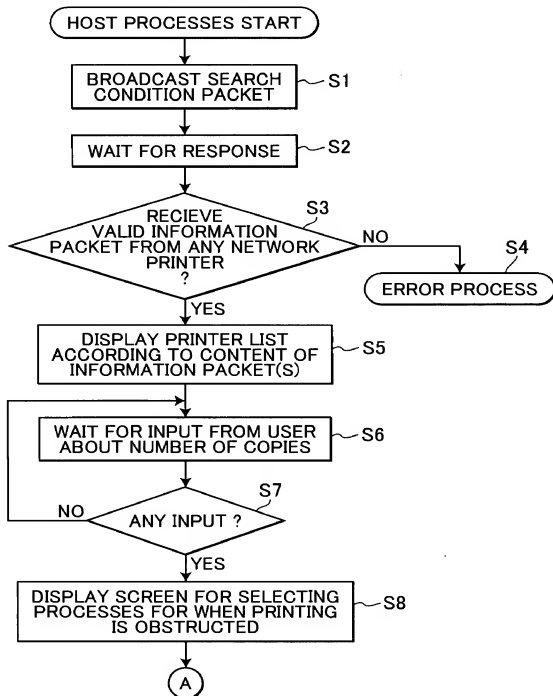 HOST PROCESSES START
BROADCAST SEARCH
CONDITION PACKET
S1
WAIT FOR RESPONSE
S2
RECIEVE
VALID INFORMATION
PACKET FROM ANY NETWORK
PRINTER
?
S3
NO
S4
ERROR PROCESS
YES
DISPLAY PRINTER LIST
ACCORDING TO CONTENT OF
INFORMATION PACKET(S)
S5
WAIT FOR INPUT FROM USER
ABOUT NUMBER OF COPIES
S6
S7
NO
ANY INPUT ?
YES
DISPLAY SCREEN FOR SELECTING
PROCESSES FOR WHEN PRINTING
IS OBSTRUCTED
S8
A